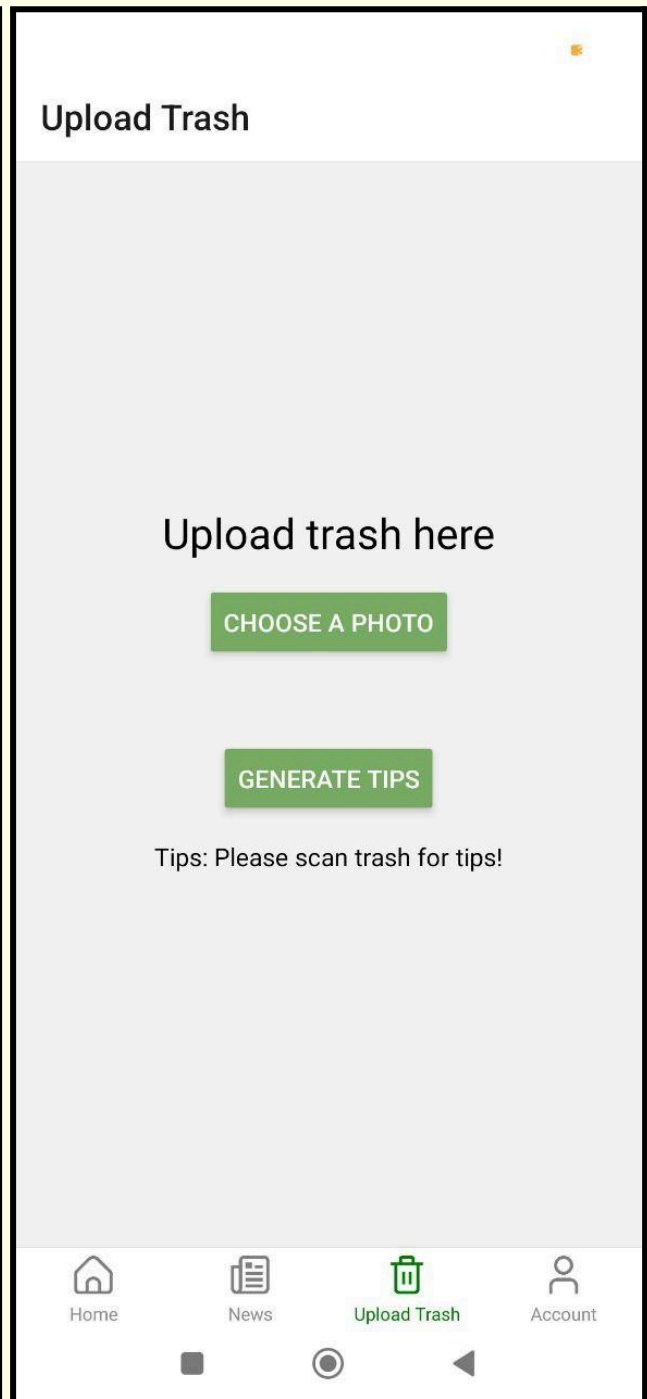 Upload Trash
Upload trash here
CHOOSE A PHOTO
GENERATE TIPS
Tips: Please scan trash for tips!
Home News Upload Trash Account